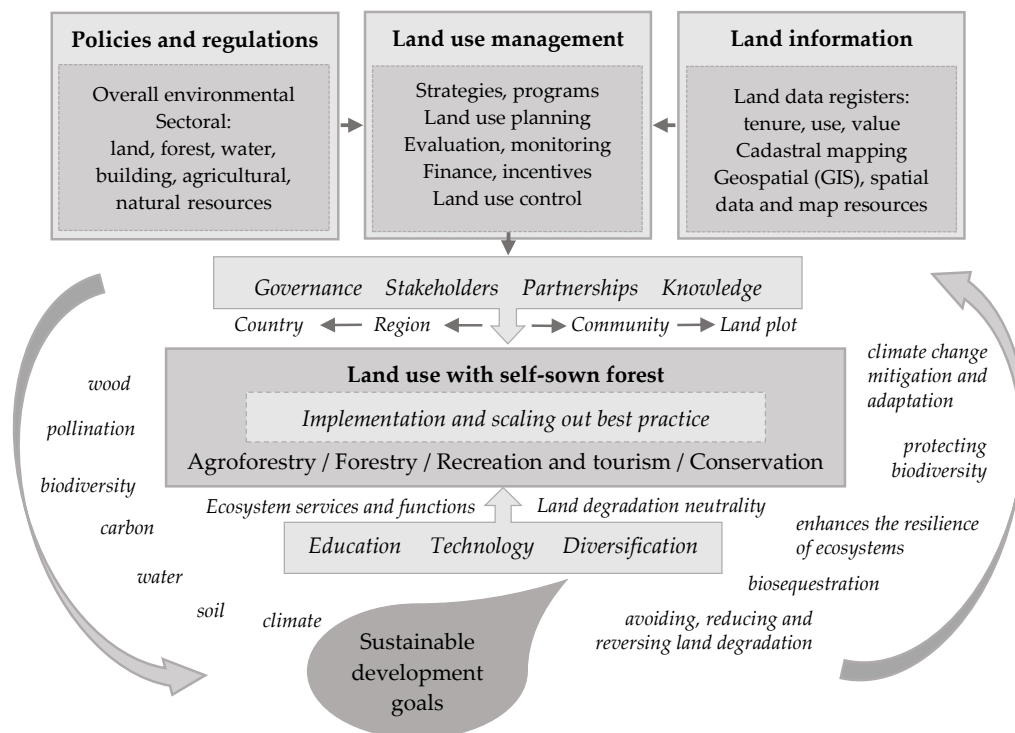 Policies and regulations
Overall environmental
Sectoral:
land, forest, water,
building, agricultural,
natural resources
Land use management
Strategies, programs
Land use planning
Evaluation, monitoring
Finance, incentives
Land use control
Land information
Land data registers:
tenure, use, value
Cadastral mapping
Geospatial (GIS), spatial
data and map resources
Governance Stakeholders Partnerships Knowledge
Country Region Community Land plot
Land use with self-sown forest
Implementation and scaling out best practice
Agroforestry / Forestry / Recreation and tourism / Conservation
Ecosystem services and functions Land degradation neutrality
Education Technology Diversification
wood
pollination
biodiversity
carbon
water
soil
climate
climate change
mitigation and
adaptation
protecting
biodiversity
enhances the resilience
of ecosystems
biosequestration
avoiding, reducing and
reversing land degradation
Sustainable
development
goals